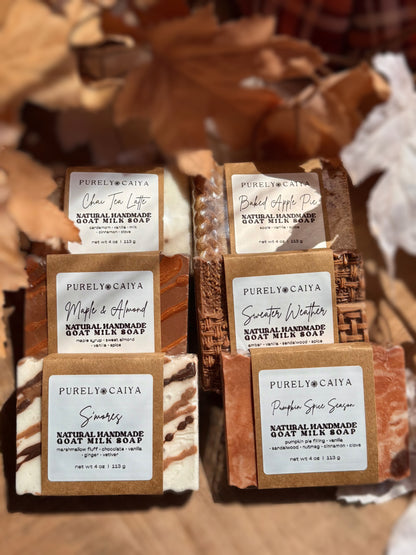 PURELY CAIYA
Chai Tea Latte
NATURAL HANDMADE
GOAT MILK SOAP
cardamom • vanilla • milk
• cinnamon • clove
net wt 4 oz | 113 g
PURELY CAIYA
Baked Apple Pie
NATURAL HANDMADE
GOAT MILK SOAP
apple • vanilla • spice
net wt 4 oz | 113 g
PURELY CAIYA
Maple & Almond
NATURAL HANDMADE
GOAT MILK SOAP
maple syrup • sweet almond
• vanilla • spice
PURELY CAIYA
Sweater Weather
NATURAL HANDMADE
GOAT MILK SOAP
amber • vanilla • sandalwood • spice
PURELY CAIYA
S'mores
NATURAL HANDMADE
GOAT MILK SOAP
marshmallow fluff • chocolate • vanilla
ginger • vetiver
net wt 4 oz | 113 g
PURELY CAIYA
Pumpkin Spice Season
NATURAL HANDMADE
GOAT MILK SOAP
pumpkin pie filling • vanilla
• sandalwood • nutmeg • cinnamon • clove
net wt 4 oz | 113 g